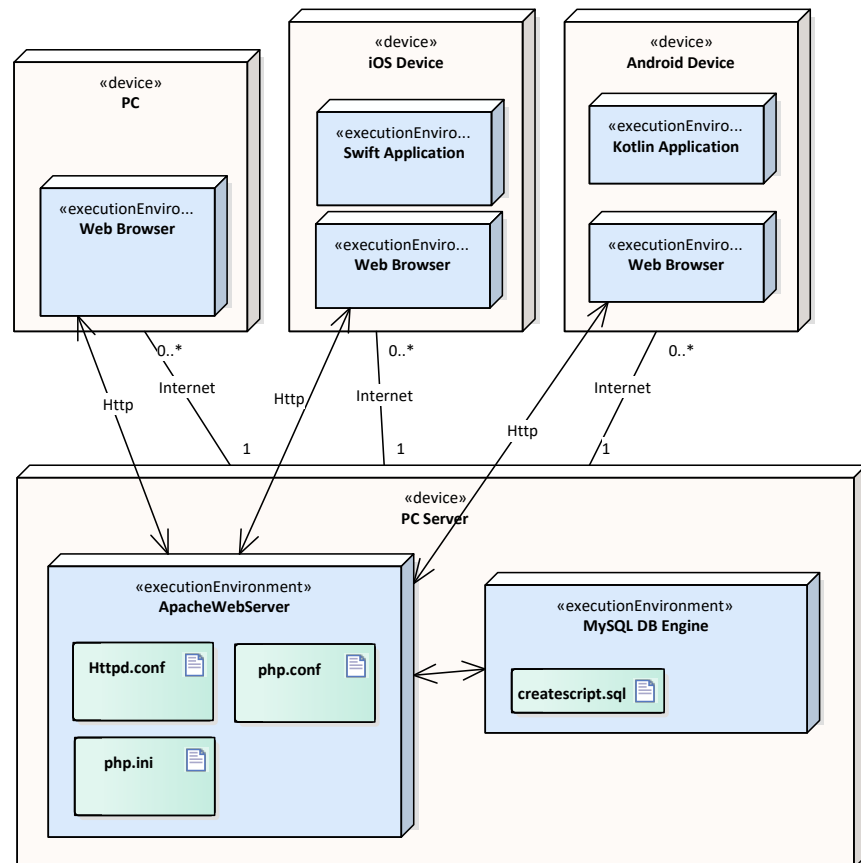 «device»
PC
«executionEnviro...
Web Browser
«device»
iOS Device
«executionEnviro...
Swift Application
«executionEnviro...
Web Browser
«device»
Android Device
«executionEnviro...
Kotlin Application
«executionEnviro...
Web Browser
0..*
0..*
0..*
Internet
Internet
Internet
Http
Http
Http
1
1
1
«device»
PC Server
«executionEnvironment»
ApacheWebServer
Httpd.conf
php.conf
php.ini
«executionEnvironment»
MySQL DB Engine
createscript.sql